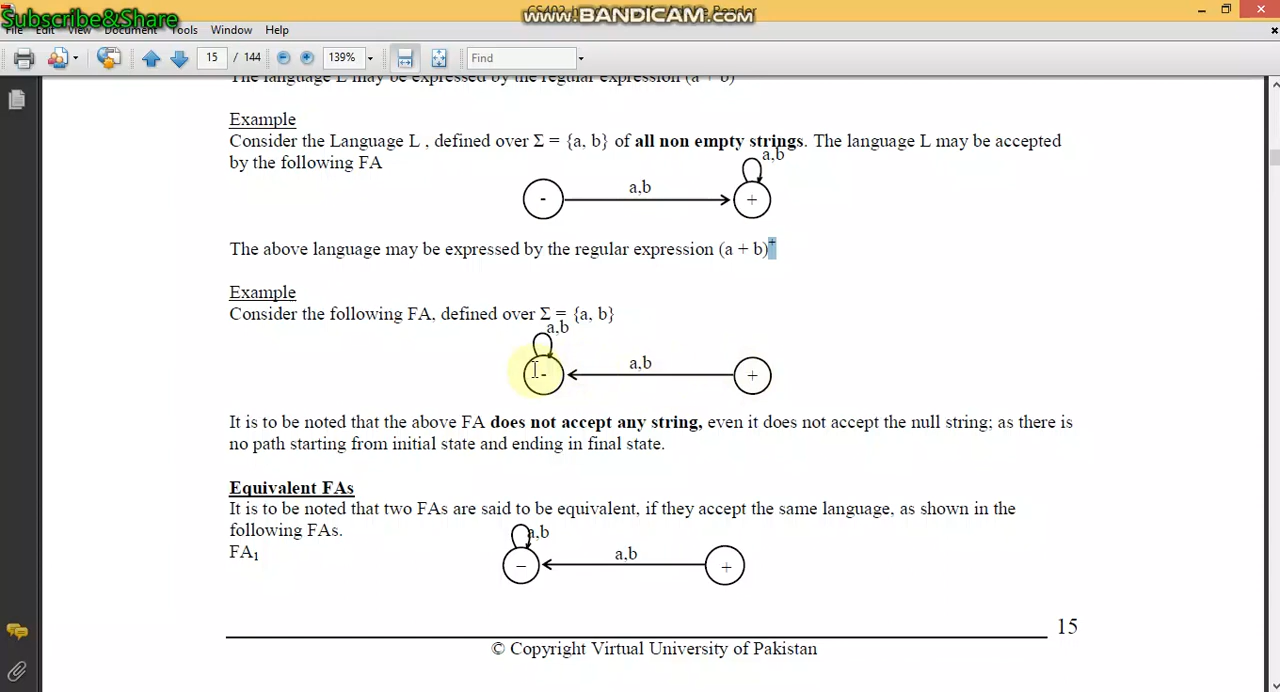 Subscribe&Share
www.BANDICAM.com
File Edit View Document Tools Window Help
15 / 144 139% Find
The language L may be expressed by the regular expression (a + b)
Example
Consider the Language L , defined over Σ = {a, b} of all non empty strings. The language L may be accepted
by the following FA
a,b
a,b
- +
The above language may be expressed by the regular expression (a + b)⁺
Example
Consider the following FA, defined over Σ = {a, b}
a,b
a,b
- +
It is to be noted that the above FA does not accept any string, even it does not accept the null string; as there is
no path starting from initial state and ending in final state.
Equivalent FAs
It is to be noted that two FAs are said to be equivalent, if they accept the same language, as shown in the
following FAs.
FA₁
a,b
a,b
− +
15
© Copyright Virtual University of Pakistan